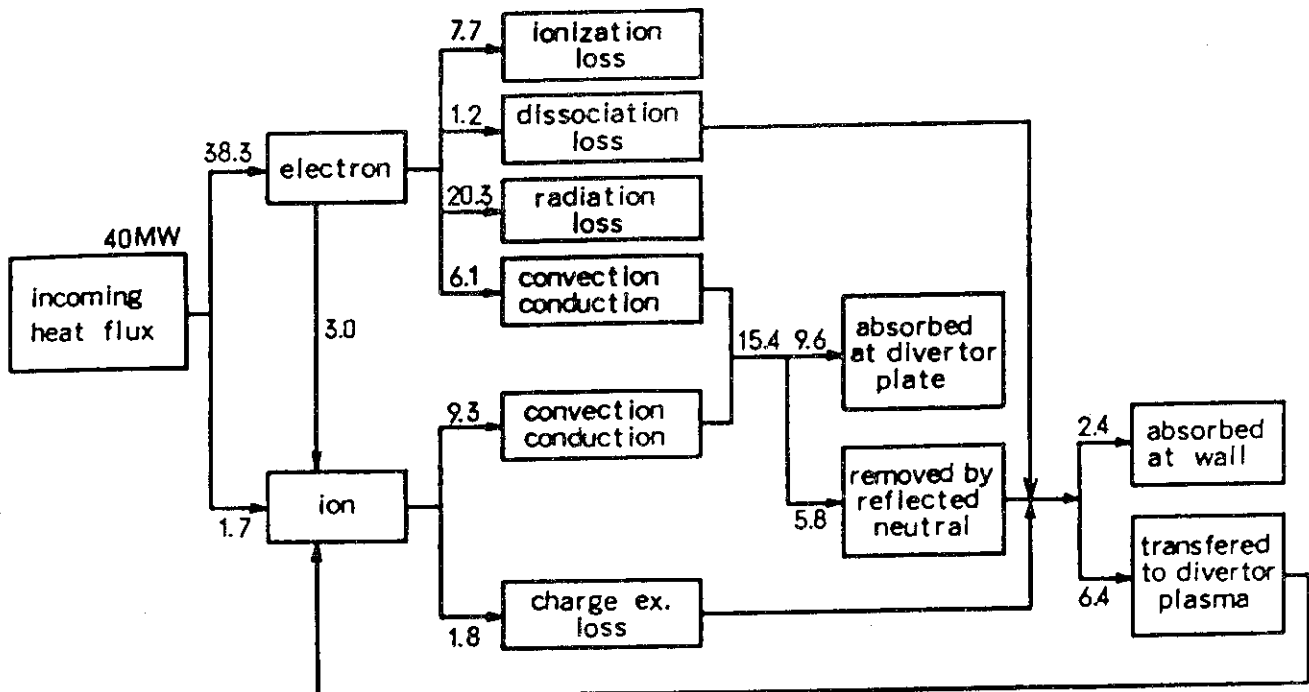 7.7
ionization
loss
1.2
dissociation
loss
38.3
electron
20.3
radiation
loss
40MW
incoming
heat flux
6.1
convection
conduction
3.0
15.4
9.6
absorbed
at divertor
plate
9.3
convection
conduction
2.4
absorbed
at wall
1.7
ion
5.8
removed by
reflected
neutral
6.4
transfered
to divertor
plasma
1.8
charge ex.
loss